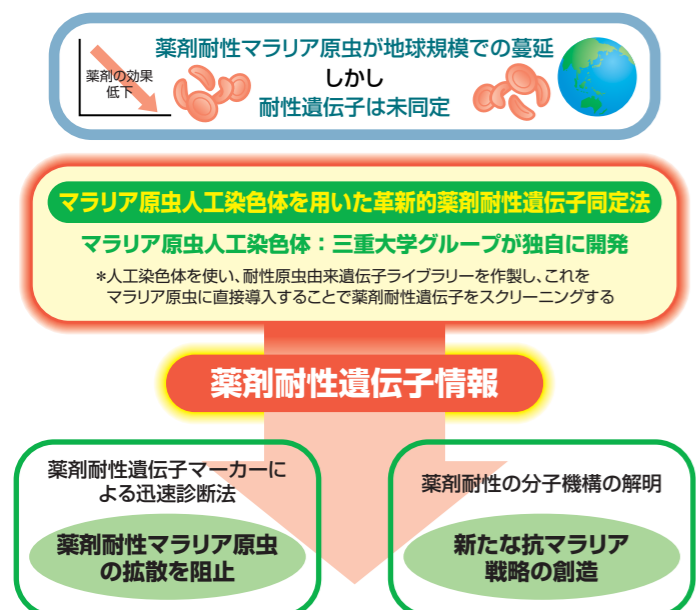 薬剤耐性マラリア原虫が地球規模での蔓延
しかし
耐性遺伝子は未同定
薬剤の効果
低下
マラリア原虫人工染色体を用いた革新的薬剤耐性遺伝子同定法
マラリア原虫人工染色体：三重大学グループが独自に開発
＊人工染色体を使い、耐性原虫由来遺伝子ライブラリーを作製し、これを
マラリア原虫に直接導入することで薬剤耐性遺伝子をスクリーニングする
薬剤耐性遺伝子情報
薬剤耐性遺伝子マーカーに
よる迅速診断法
薬剤耐性マラリア原虫
の拡散を阻止
薬剤耐性の分子機構の解明
新たな抗マラリア
戦略の創造